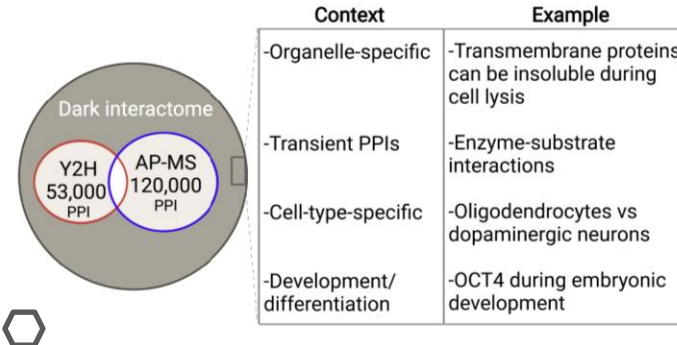 Context
Example
Dark interactome
Y2H
53,000
PPI
AP-MS
120,000
PPI
-Organelle-specific
-Transmembrane proteins
can be insoluble during
cell lysis
-Transient PPIs
-Enzyme-substrate
interactions
-Cell-type-specific
-Oligodendrocytes vs
dopaminergic neurons
-Development/
differentiation
-OCT4 during embryonic
development